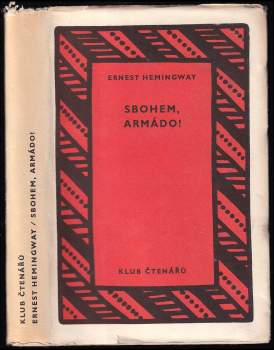 ERNEST HEMINGWAY
SBOHEM,
ARMÁDO!
KLUB ČTENÁŘŮ
KLUB ČTENÁŘŮ
ERNEST HEMINGWAY / SBOHEM, ARMÁDO!